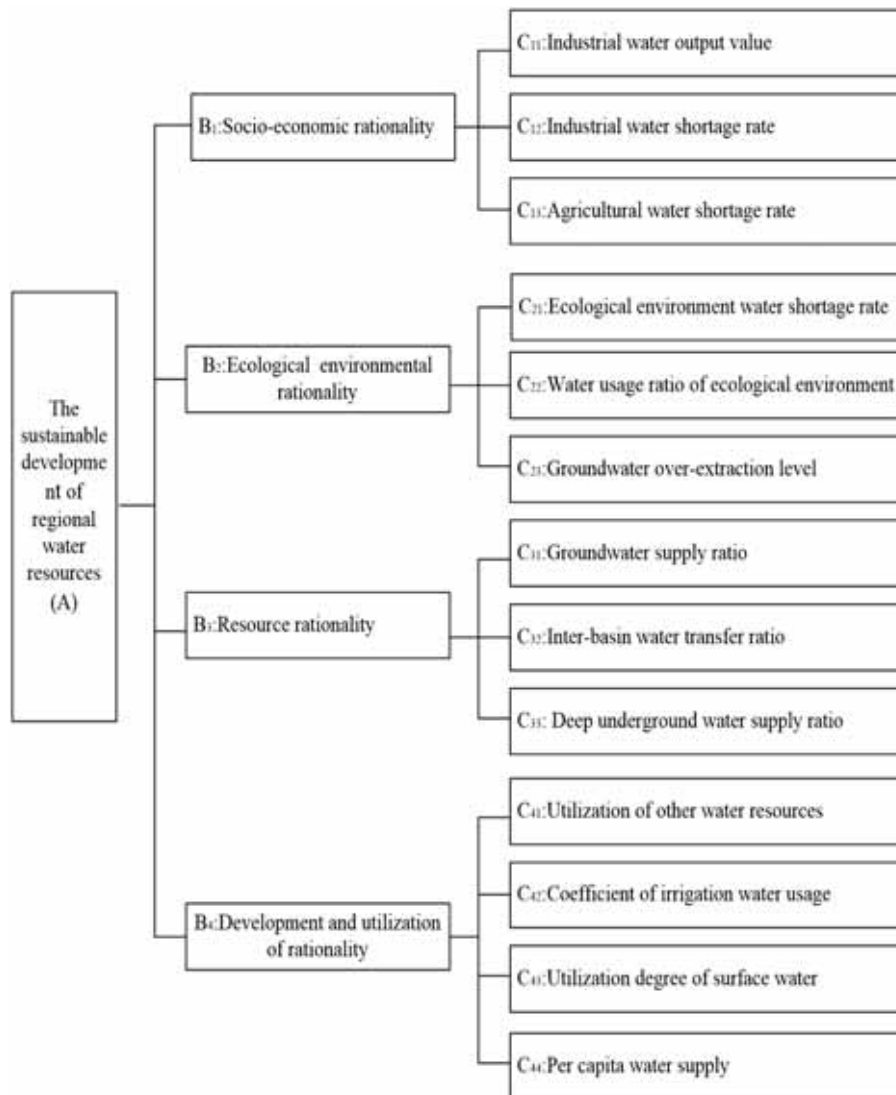 The
sustainable
developme
nt of
regional
water
resources
(A)
B₁:Socio-economic rationality
B₂:Ecological environmental
rationality
B₃:Resource rationality
B₄:Development and utilization
of rationality
C₁₁:Industrial water output value
C₁₂:Industrial water shortage rate
C₁₃:Agricultural water shortage rate
C₂₁:Ecological environment water shortage rate
C₂₂:Water usage ratio of ecological environment
C₂₃:Groundwater over-extraction level
C₃₁:Groundwater supply ratio
C₃₂:Inter-basin water transfer ratio
C₃₃: Deep underground water supply ratio
C₄₁:Utilization of other water resources
C₄₂:Coefficient of irrigation water usage
C₄₃:Utilization degree of surface water
C₄₄:Per capita water supply